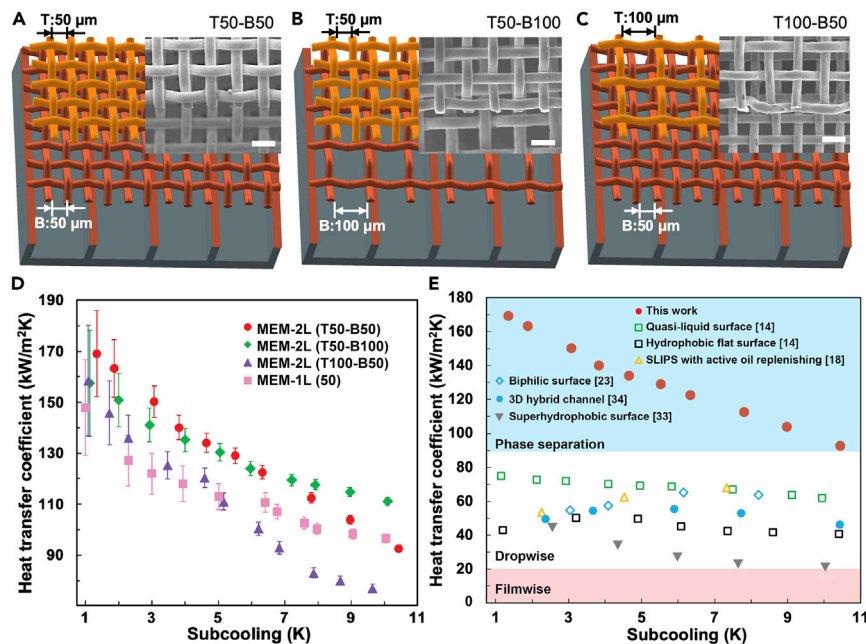 A T:50 μm T50-B50
B:50 μm
B T:50 μm T50-B100
B:100 μm
C T:100 μm T100-B50
B:50 μm
D
Heat transfer coefficient (kW/m²K)
190
170
150
130
110
90
MEM-2L (T50-B50)
MEM-2L (T50-B100)
MEM-2L (T100-B50)
MEM-1L (50)
1 3 5 7 9 11
Subcooling (K)
E
Heat transfer coefficient (kW/m²K)
180
160
140
120
100
80
60
40
20
0
This work
Quasi-liquid surface [14]
Hydrophobic flat surface [14]
SLIPS with active oil replenishing [18]
Biphilic surface [23]
3D hybrid channel [34]
Superhydrophobic surface [33]
Phase separation
Dropwise
Filmwise
1 3 5 7 9 11
Subcooling (K)